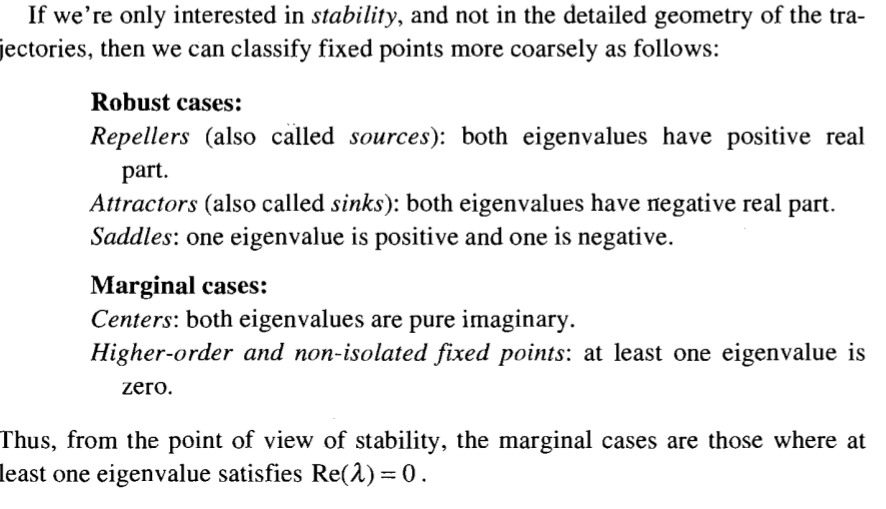 If we're only interested in stability, and not in the detailed geometry of the tra-
jectories, then we can classify fixed points more coarsely as follows:
Robust cases:
Repellers (also called sources): both eigenvalues have positive real
part.
Attractors (also called sinks): both eigenvalues have negative real part.
Saddles: one eigenvalue is positive and one is negative.
Marginal cases:
Centers: both eigenvalues are pure imaginary.
Higher-order and non-isolated fixed points: at least one eigenvalue is
zero.
Thus, from the point of view of stability, the marginal cases are those where at
least one eigenvalue satisfies Re(λ) = 0 .